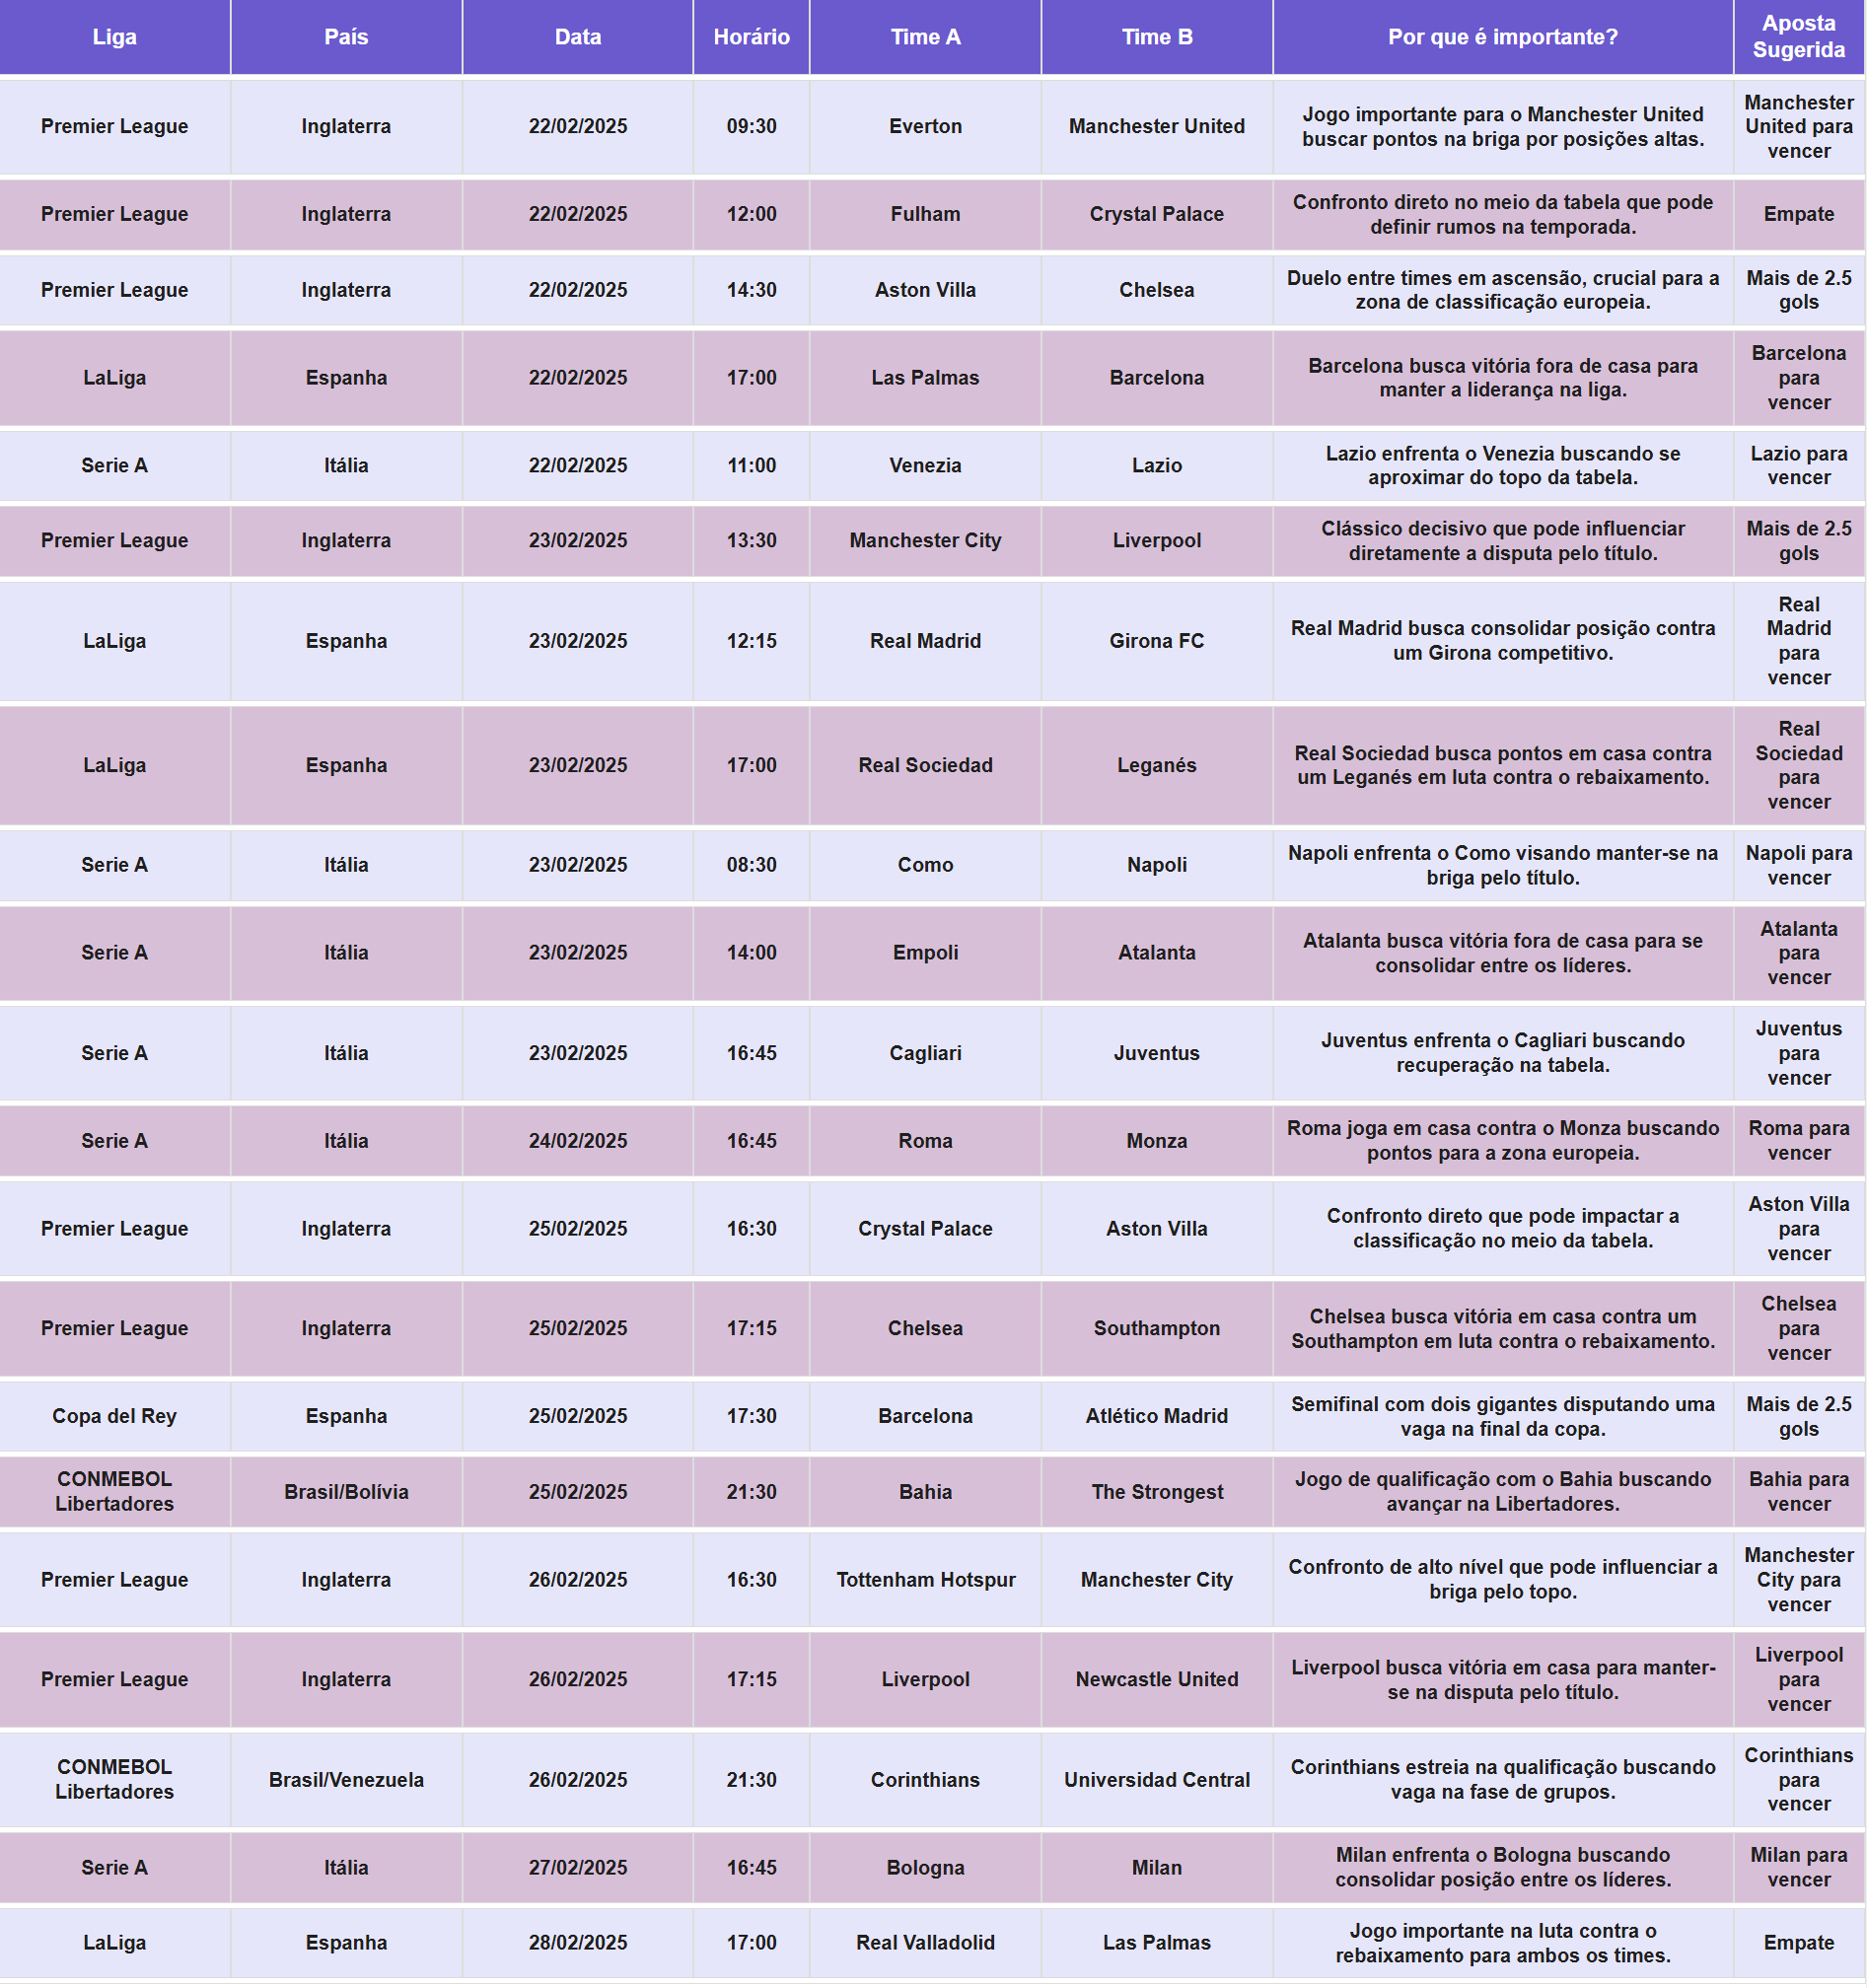 Liga País Data Horário Time A Time B Por que é importante? Aposta
Sugerida
Premier League Inglaterra 22/02/2025 09:30 Everton Manchester United Jogo importante para o Manchester United
buscar pontos na briga por posições altas. Manchester
United para
vencer
Premier League Inglaterra 22/02/2025 12:00 Fulham Crystal Palace Confronto direto no meio da tabela que pode
definir rumos na temporada. Empate
Premier League Inglaterra 22/02/2025 14:30 Aston Villa Chelsea Duelo entre times em ascensão, crucial para a
zona de classificação europeia. Mais de 2.5
gols
LaLiga Espanha 22/02/2025 17:00 Las Palmas Barcelona Barcelona busca vitória fora de casa para
manter a liderança na liga. Barcelona
para
vencer
Serie A Itália 22/02/2025 11:00 Venezia Lazio Lazio enfrenta o Venezia buscando se
aproximar do topo da tabela. Lazio para
vencer
Premier League Inglaterra 23/02/2025 13:30 Manchester City Liverpool Clássico decisivo que pode influenciar
diretamente a disputa pelo título. Mais de 2.5
gols
LaLiga Espanha 23/02/2025 12:15 Real Madrid Girona FC Real Madrid busca consolidar posição contra
um Girona competitivo. Real
Madrid
para
vencer
LaLiga Espanha 23/02/2025 17:00 Real Sociedad Leganés Real Sociedad busca pontos em casa contra
um Leganés em luta contra o rebaixamento. Real
Sociedad
para
vencer
Serie A Itália 23/02/2025 08:30 Como Napoli Napoli enfrenta o Como visando manter-se na
briga pelo título. Napoli para
vencer
Serie A Itália 23/02/2025 14:00 Empoli Atalanta Atalanta busca vitória fora de casa para se
consolidar entre os líderes. Atalanta
para
vencer
Serie A Itália 23/02/2025 16:45 Cagliari Juventus Juventus enfrenta o Cagliari buscando
recuperação na tabela. Juventus
para
vencer
Serie A Itália 24/02/2025 16:45 Roma Monza Roma joga em casa contra o Monza buscando
pontos para a zona europeia. Roma para
vencer
Premier League Inglaterra 25/02/2025 16:30 Crystal Palace Aston Villa Confronto direto que pode impactar a
classificação no meio da tabela. Aston Villa
para
vencer
Premier League Inglaterra 25/02/2025 17:15 Chelsea Southampton Chelsea busca vitória em casa contra um
Southampton em luta contra o rebaixamento. Chelsea
para
vencer
Copa del Rey Espanha 25/02/2025 17:30 Barcelona Atlético Madrid Semifinal com dois gigantes disputando uma
vaga na final da copa. Mais de 2.5
gols
CONMEBOL
Libertadores Brasil/Bolívia 25/02/2025 21:30 Bahia The Strongest Jogo de qualificação com o Bahia buscando
avançar na Libertadores. Bahia para
vencer
Premier League Inglaterra 26/02/2025 16:30 Tottenham Hotspur Manchester City Confronto de alto nível que pode influenciar a
briga pelo topo. Manchester
City para
vencer
Premier League Inglaterra 26/02/2025 17:15 Liverpool Newcastle United Liverpool busca vitória em casa para manter-
se na disputa pelo título. Liverpool
para
vencer
CONMEBOL
Libertadores Brasil/Venezuela 26/02/2025 21:30 Corinthians Universidad Central Corinthians estreia na qualificação buscando
vaga na fase de grupos. Corinthians
para
vencer
Serie A Itália 27/02/2025 16:45 Bologna Milan Milan enfrenta o Bologna buscando
consolidar posição entre os líderes. Milan para
vencer
LaLiga Espanha 28/02/2025 17:00 Real Valladolid Las Palmas Jogo importante na luta contra o
rebaixamento para ambos os times. Empate